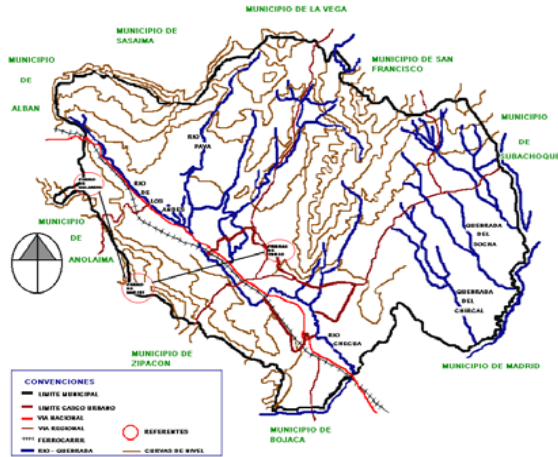 MUNICIPIO DE LA VEGA
MUNICIPIO DE
SASAIMA
MUNICIPIO
DE
ALBAN
MUNICIPIO DE SAN
FRANCISCO
MUNICIPIO
DE
SUBACHOQUE
RIO
PAVA
RIO
DE
LOS
ANDES
MUNICIPIO
DE
ANOLAIMA
QUEBRADA
DEL
SOCHA
QUEBRADA
DEL
CHIRCAL
RIO
CHECUA
MUNICIPIO DE
ZIPACON
MUNICIPIO DE MADRID
MUNICIPIO DE
BOJACA
CONVENCIONES
LIMITE MUNICIPAL
LIMITE CASCO URBANO
VIA NACIONAL
VIA REGIONAL
FERROCARRIL
RIO - QUEBRADA
REFERENTES
CURVAS DE NIVEL